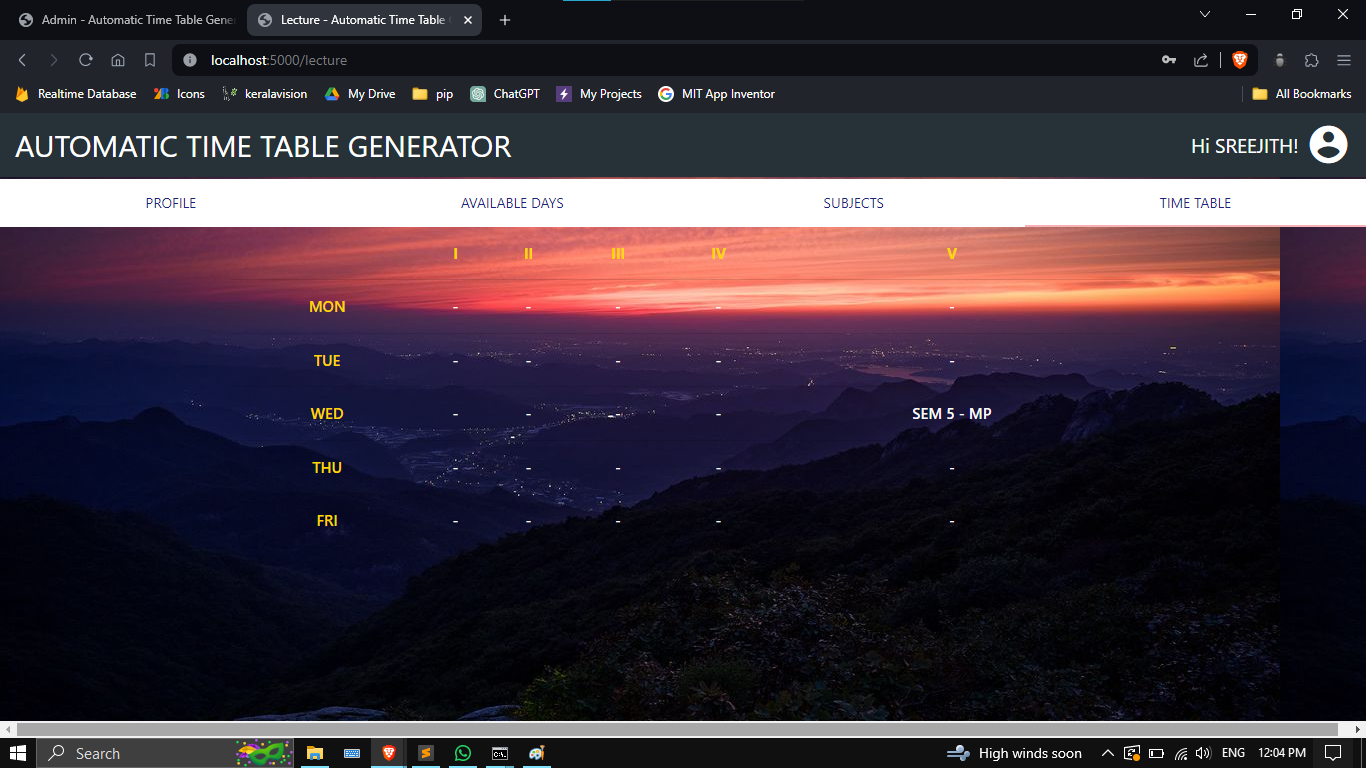 Admin - Automatic Time Table Gener
Lecture - Automatic Time Table
localhost:5000/lecture
Realtime Database Icons keralavision My Drive pip ChatGPT My Projects MIT App Inventor All Bookmarks
AUTOMATIC TIME TABLE GENERATOR Hi SREEJITH!
PROFILE AVAILABLE DAYS SUBJECTS TIME TABLE
I II III IV V
MON - - - - -
TUE - - - - -
WED - - - - SEM 5 - MP
THU - - - - -
FRI - - - - -
Search High winds soon ENG 12:04 PM